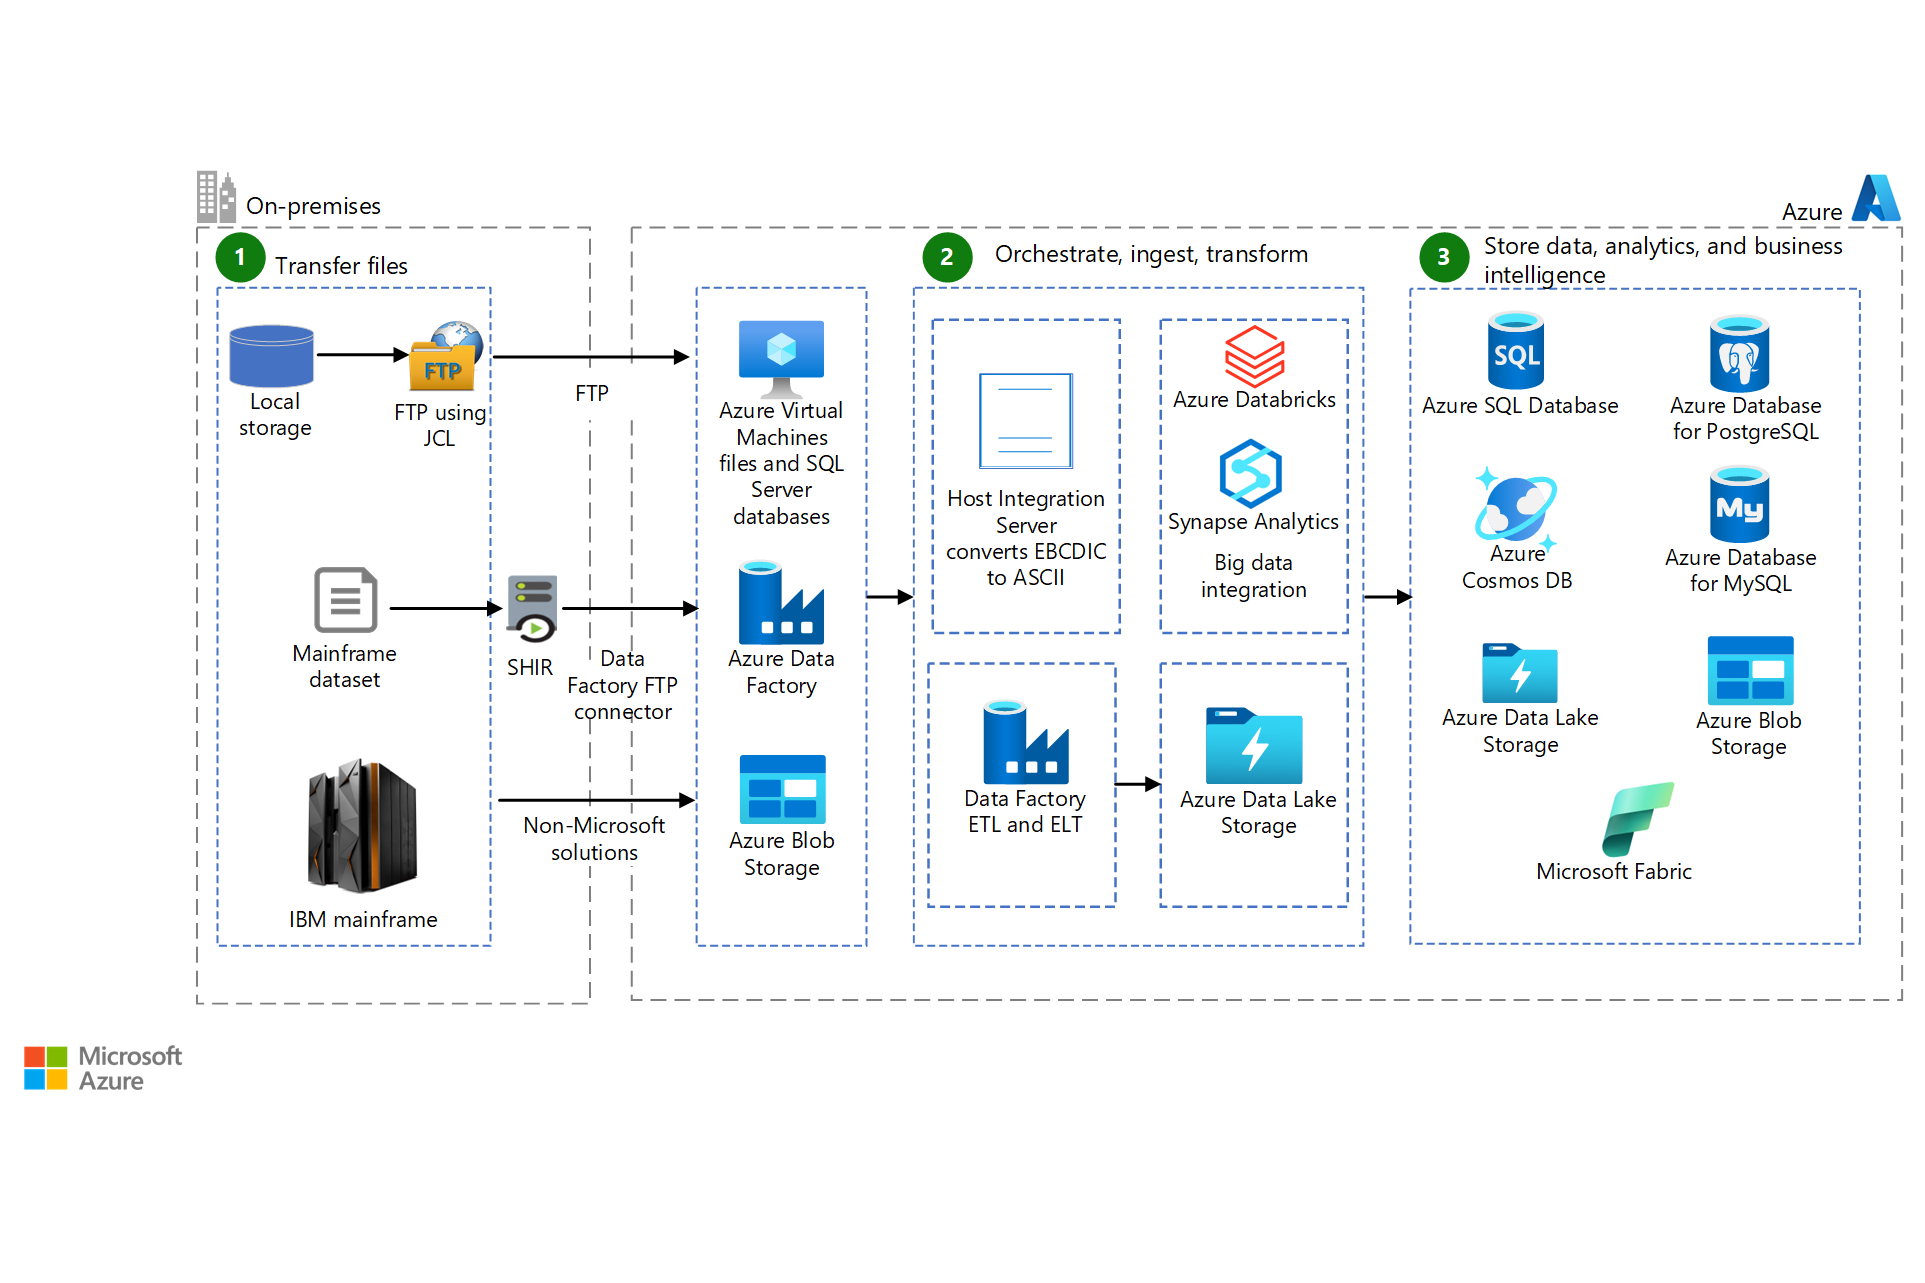 On-premises
Azure
1
Transfer files
Local
storage
FTP
FTP using
JCL
Mainframe
dataset
IBM mainframe
SHIR
FTP
Data
Factory FTP
connector
Non-Microsoft
solutions
Azure Virtual
Machines
files and SQL
Server
databases
Azure Data
Factory
Azure Blob
Storage
2
Orchestrate, ingest, transform
Host Integration
Server
converts EBCDIC
to ASCII
Azure Databricks
Synapse Analytics
Big data
integration
Data Factory
ETL and ELT
Azure Data Lake
Storage
3
Store data, analytics, and business
intelligence
SQL
Azure SQL Database
Azure Database
for PostgreSQL
Azure
Cosmos DB
My
Azure Database
for MySQL
Azure Data Lake
Storage
Azure Blob
Storage
Microsoft Fabric
Microsoft
Azure